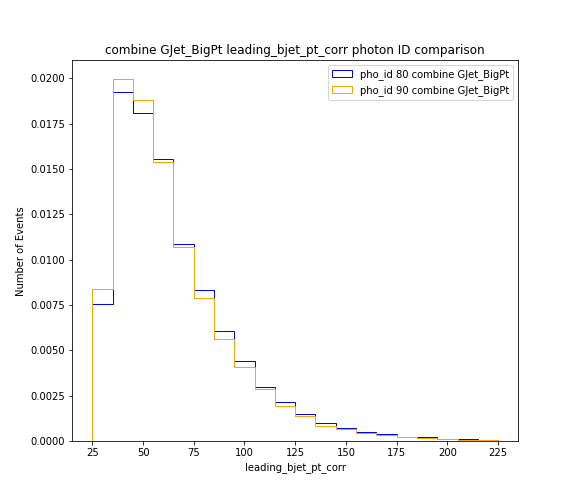 combine GJet_BigPt leading_bjet_pt_corr photon ID comparison
pho_id 80 combine GJet_BigPt
pho_id 90 combine GJet_BigPt
Number of Events
0.0200
0.0175
0.0150
0.0125
0.0100
0.0075
0.0050
0.0025
0.0000
25 50 75 100 125 150 175 200 225
leading_bjet_pt_corr